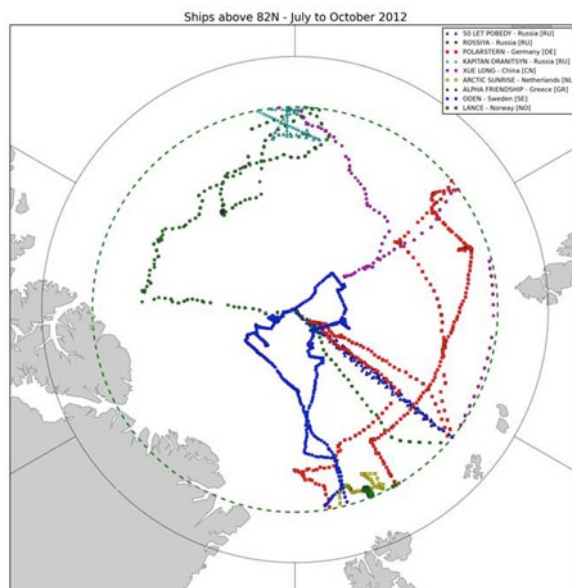 Ships above 82N - July to October 2012
50 LET POBEDY - Russia [RU]
ROSSIYA - Russia [RU]
POLARSTERN - Germany [DE]
KAPITAN DRANITSYN - Russia [RU]
XUE LONG - China [CN]
ARCTIC SUNRISE - Netherlands [NL
ALPHA FRIENDSHIP - Greece [GR]
ODEN - Sweden [SE]
LANCE - Norway [NO]